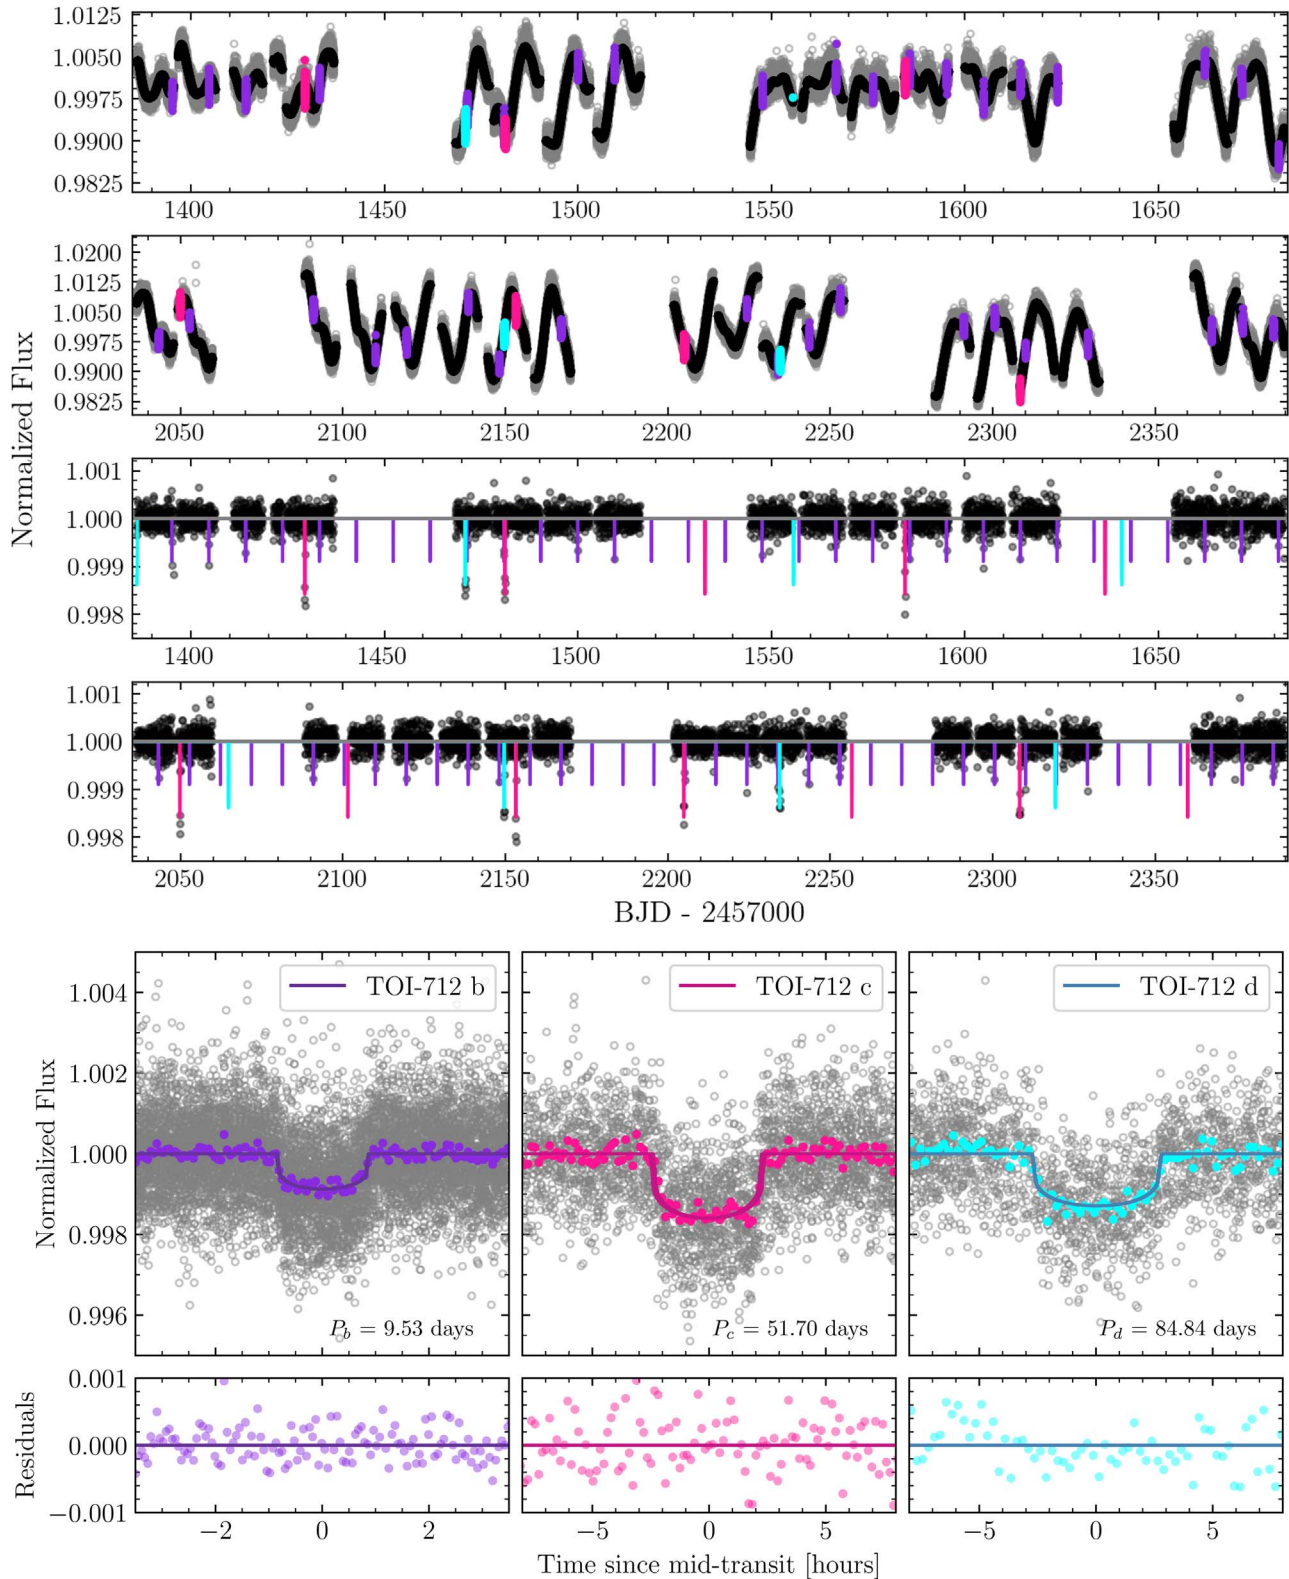 1.0125
1.0050
0.9975
0.9900
0.9825
1400 1450 1500 1550 1600 1650
1.0200
1.0125
1.0050
0.9975
0.9900
0.9825
2050 2100 2150 2200 2250 2300 2350
Normalized Flux
1.001
1.000
0.999
0.998
1400 1450 1500 1550 1600 1650
1.001
1.000
0.999
0.998
2050 2100 2150 2200 2250 2300 2350
BJD - 2457000
TOI-712 b TOI-712 c TOI-712 d
1.004
1.002
1.000
0.998
0.996
Normalized Flux
P_b = 9.53 days P_c = 51.70 days P_d = 84.84 days
0.001
0.000
−0.001
Residuals
−2 0 2 −5 0 5 −5 0 5
Time since mid-transit [hours]